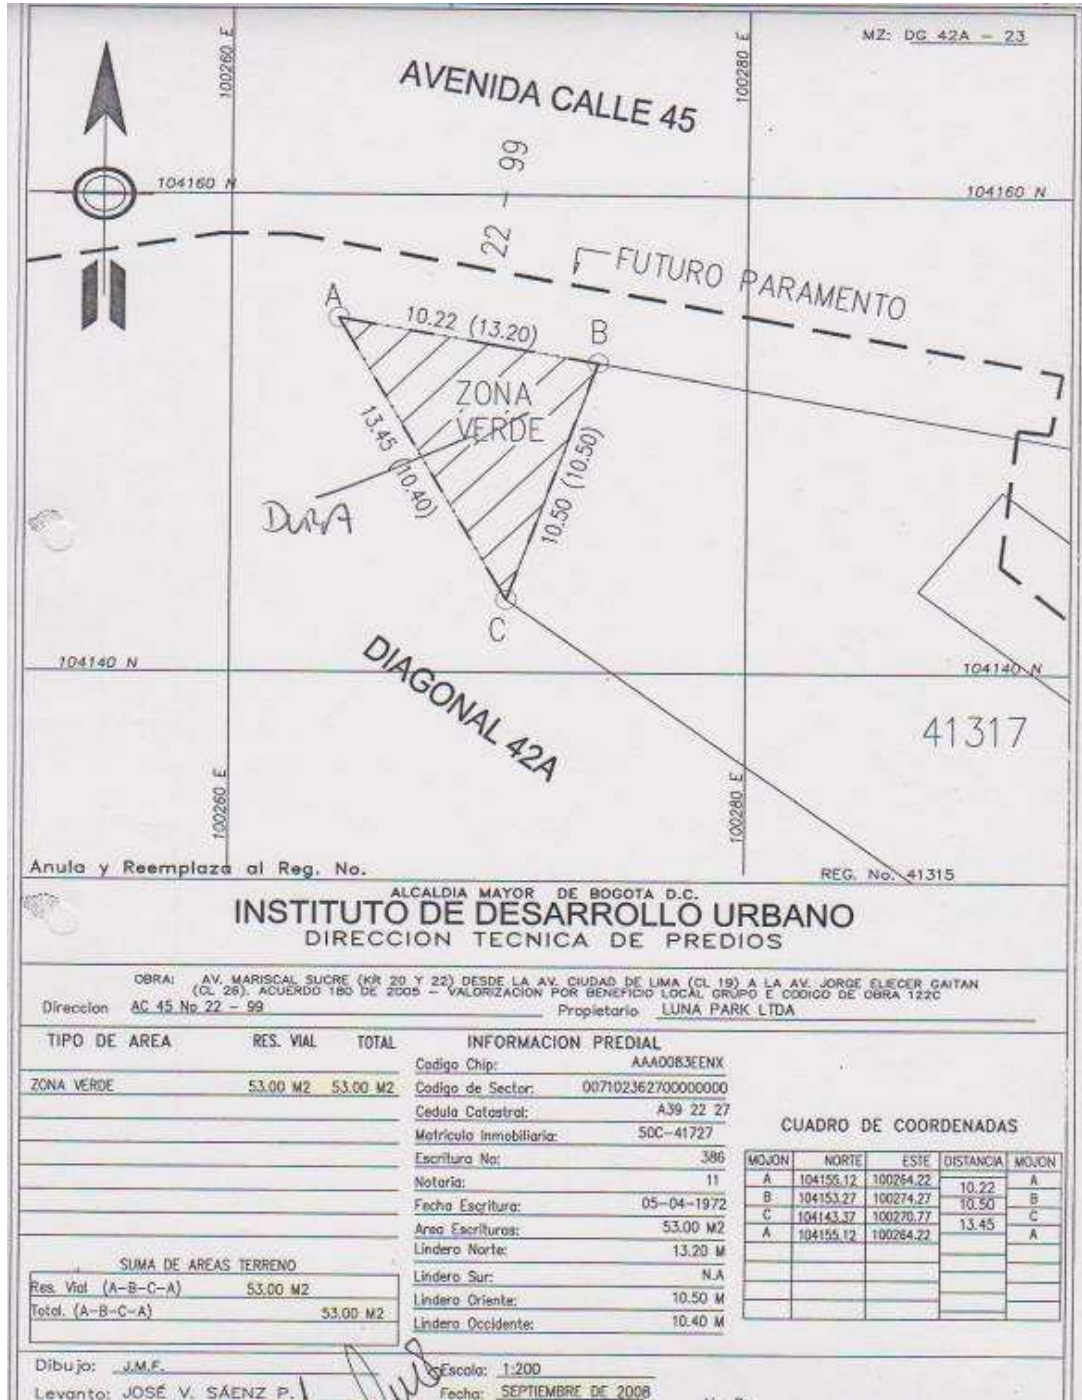 MZ: DG 42A - 23
100260 E
100280 E
AVENIDA CALLE 45
22 - 99
104160 N
104160 N
FUTURO PARAMENTO
A
10.22 (13.20)
B
ZONA
VERDE
13.45 (10.40)
10.50 (10.50)
DURA
C
104140 N
104140 N
DIAGONAL 42A
41317
100260 E
100280 E
Anula y Reemplaza al Reg. No.
REG. No. 41315
ALCALDIA MAYOR DE BOGOTA D.C.
INSTITUTO DE DESARROLLO URBANO
DIRECCION TECNICA DE PREDIOS
OBRA: AV. MARISCAL SUCRE (KR 20 Y 22) DESDE LA AV. CIUDAD DE LIMA (CL 19) A LA AV. JORGE ELIECER GAITAN
(CL 26). ACUERDO 180 DE 2005 - VALORIZACION POR BENEFICIO LOCAL GRUPO E CODIGO DE OBRA 122C
Direccion AC 45 No 22 - 99 Propietario LUNA PARK LTDA
TIPO DE AREA RES. VIAL TOTAL
ZONA VERDE 53.00 M2 53.00 M2
SUMA DE AREAS TERRENO
Res. Vial (A-B-C-A) 53.00 M2
Total. (A-B-C-A) 53.00 M2
INFORMACION PREDIAL
Codigo Chip: AAA0083EENX
Codigo de Sector: 007102362700000000
Cedula Catastral: A39 22 27
Matricula Inmobiliaria: 50C-41727
Escritura No: 386
Notaria: 11
Fecha Escritura: 05-04-1972
Area Escrituras: 53.00 M2
Lindero Norte: 13.20 M
Lindero Sur: N.A
Lindero Oriente: 10.50 M
Lindero Occidente: 10.40 M
CUADRO DE COORDENADAS
MOJON NORTE ESTE DISTANCIA MOJON
A 104155.12 100264.22 10.22 A
B 104153.27 100274.27 10.50 B
C 104143.37 100270.77 13.45 C
A 104155.12 100264.22 A
Dibujo: J.M.F. Escala: 1:200
Levanto: JOSÉ V. SÁENZ P. Fecha: SEPTIEMBRE DE 2008